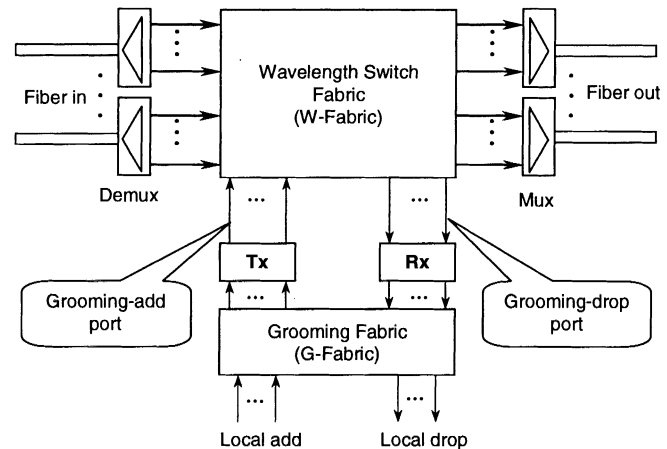 Wavelength Switch
Fabric
(W-Fabric)
Fiber in
Fiber out
Demux
Mux
Tx
Rx
Grooming-add
port
Grooming-drop
port
Grooming Fabric
(G-Fabric)
Local add
Local drop